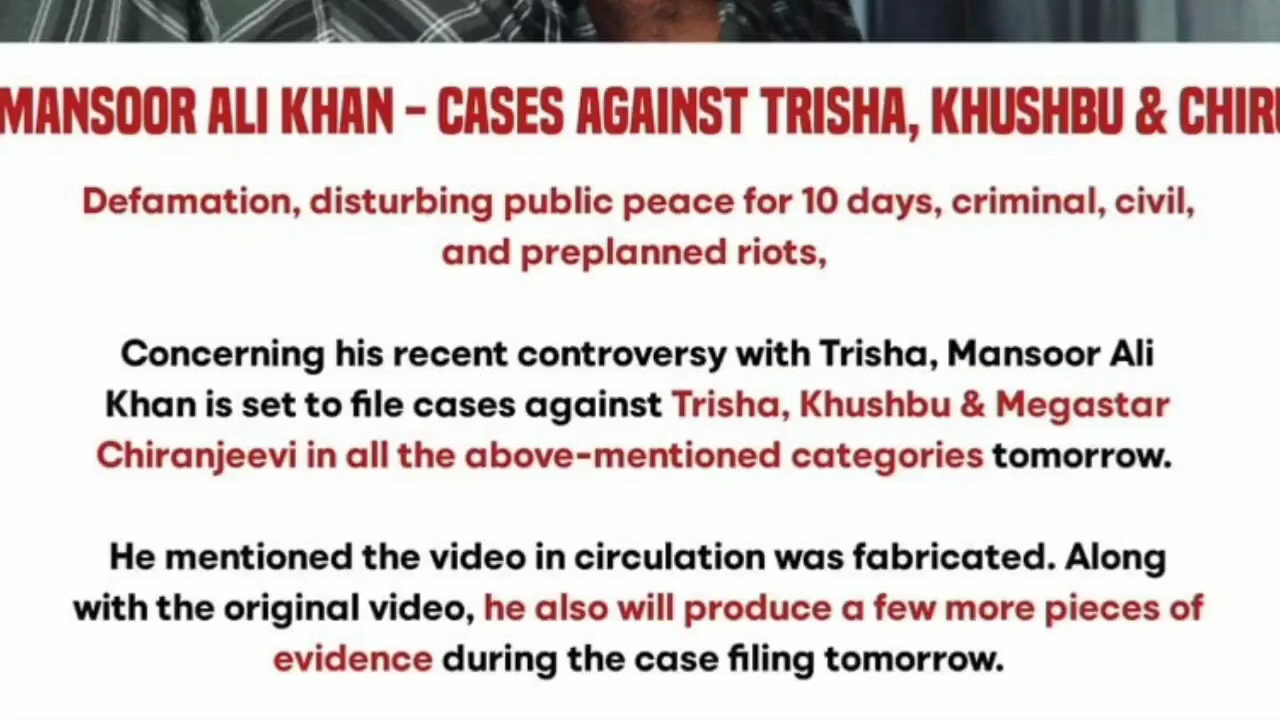 MANSOOR ALI KHAN - CASES AGAINST TRISHA, KHUSHBU & CHIR
Defamation, disturbing public peace for 10 days, criminal, civil,
and preplanned riots,
Concerning his recent controversy with Trisha, Mansoor Ali
Khan is set to file cases against Trisha, Khushbu & Megastar
Chiranjeevi in all the above-mentioned categories tomorrow.
He mentioned the video in circulation was fabricated. Along
with the original video, he also will produce a few more pieces of
evidence during the case filing tomorrow.